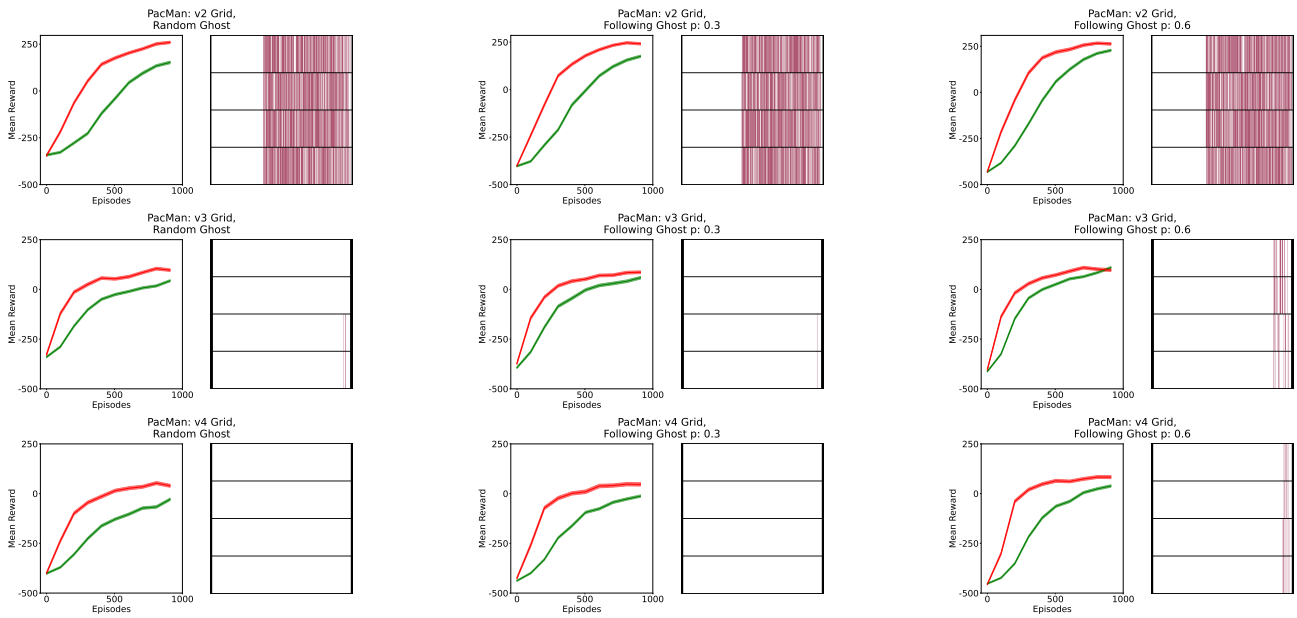 PacMan: v2 Grid,
Random Ghost
250
0
-250
-500
Mean Reward
0
500
1000
Episodes
PacMan: v2 Grid,
Following Ghost p: 0.3
250
0
-250
-500
Mean Reward
0
500
1000
Episodes
PacMan: v2 Grid,
Following Ghost p: 0.6
250
0
-250
-500
Mean Reward
0
500
1000
Episodes
PacMan: v3 Grid,
Random Ghost
250
0
-250
-500
Mean Reward
0
500
1000
Episodes
PacMan: v3 Grid,
Following Ghost p: 0.3
250
0
-250
-500
Mean Reward
0
500
1000
Episodes
PacMan: v3 Grid,
Following Ghost p: 0.6
250
0
-250
-500
Mean Reward
0
500
1000
Episodes
PacMan: v4 Grid,
Random Ghost
250
0
-250
-500
Mean Reward
0
500
1000
Episodes
PacMan: v4 Grid,
Following Ghost p: 0.3
250
0
-250
-500
Mean Reward
0
500
1000
Episodes
PacMan: v4 Grid,
Following Ghost p: 0.6
250
0
-250
-500
Mean Reward
0
500
1000
Episodes